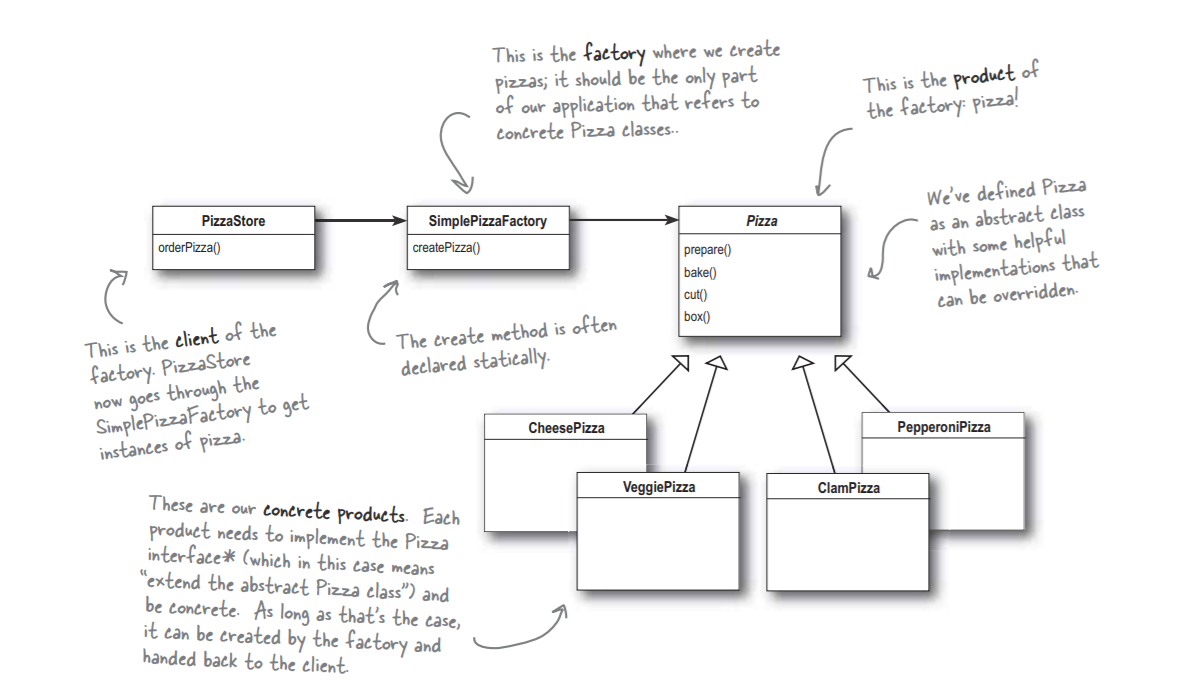 This is the factory where we create
pizzas; it should be the only part
of our application that refers to
concrete Pizza classes..
This is the product of
the factory: pizza!
We've defined Pizza
as an abstract class
with some helpful
implementations that
can be overridden.
PizzaStore
orderPizza()
SimplePizzaFactory
createPizza()
Pizza
prepare()
bake()
cut()
box()
This is the client of the
factory. PizzaStore
now goes through the
SimplePizzaFactory to get
instances of pizza.
The create method is often
declared statically.
CheesePizza
VeggiePizza
ClamPizza
PepperoniPizza
These are our concrete products. Each
product needs to implement the Pizza
interface* (which in this case means
"extend the abstract Pizza class") and
be concrete. As long as that's the case,
it can be created by the factory and
handed back to the client.